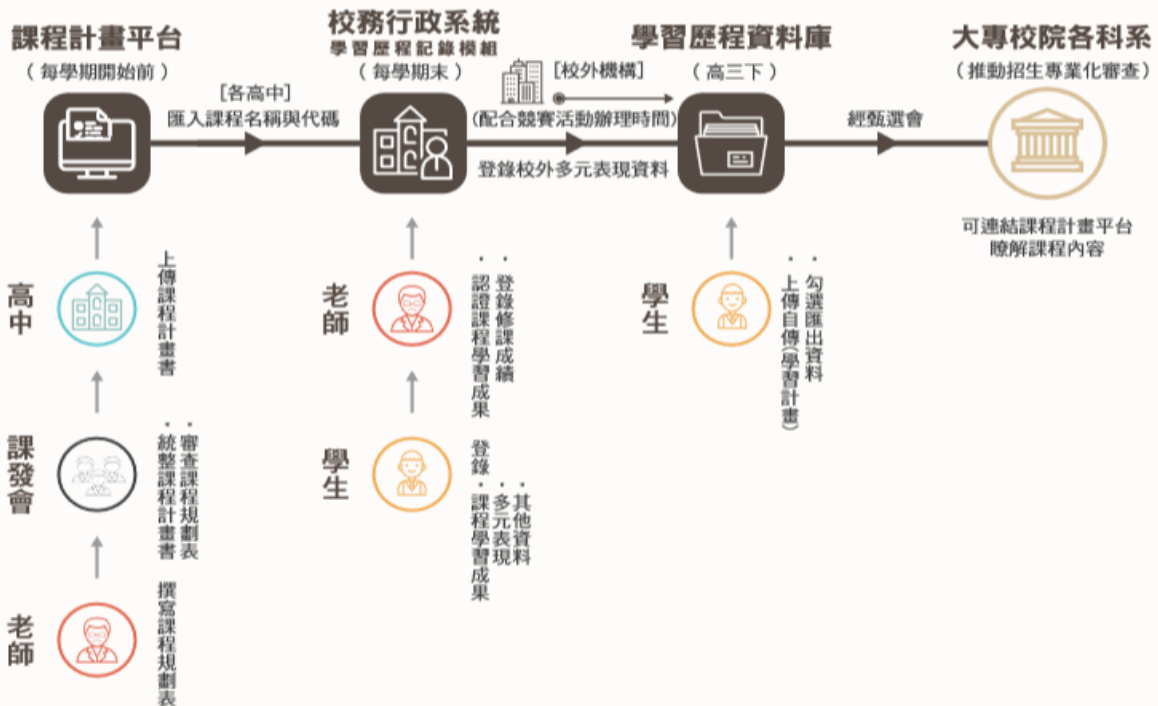 課程計畫平台
（每學期開始前）
校務行政系統
學習歷程記錄模組
（每學期末）
學習歷程資料庫
（高三下）
大專校院各科系
（推動招生專業化審查）
[各高中]
匯入課程名稱與代碼
[校外機構]
(配合競賽活動辦理時間)
登錄校外多元表現資料
經甄選會
可連結課程計畫平台
瞭解課程內容
高中
上傳課程計畫書
課發會
．審查課程規劃表
．統整課程計畫書
老師
撰寫課程規劃表
老師
．登錄修課成績
．認證課程學習成果
學生
登錄
．其他資料
．多元表現
．課程學習成果
學生
．勾選匯出資料
．上傳自傳(學習計畫)